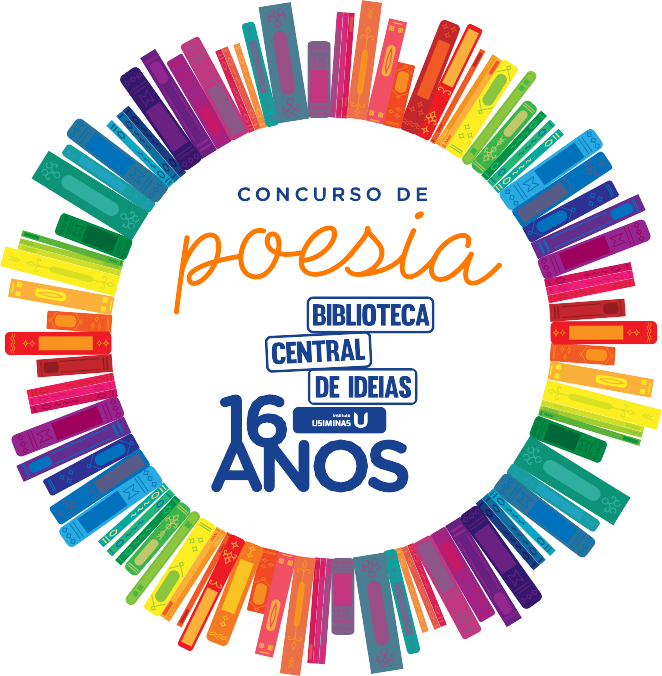 CONCURSO DE
poesia
BIBLIOTECA
CENTRAL
DE IDEIAS
16
Instituto
USIMINAS U
ANOS